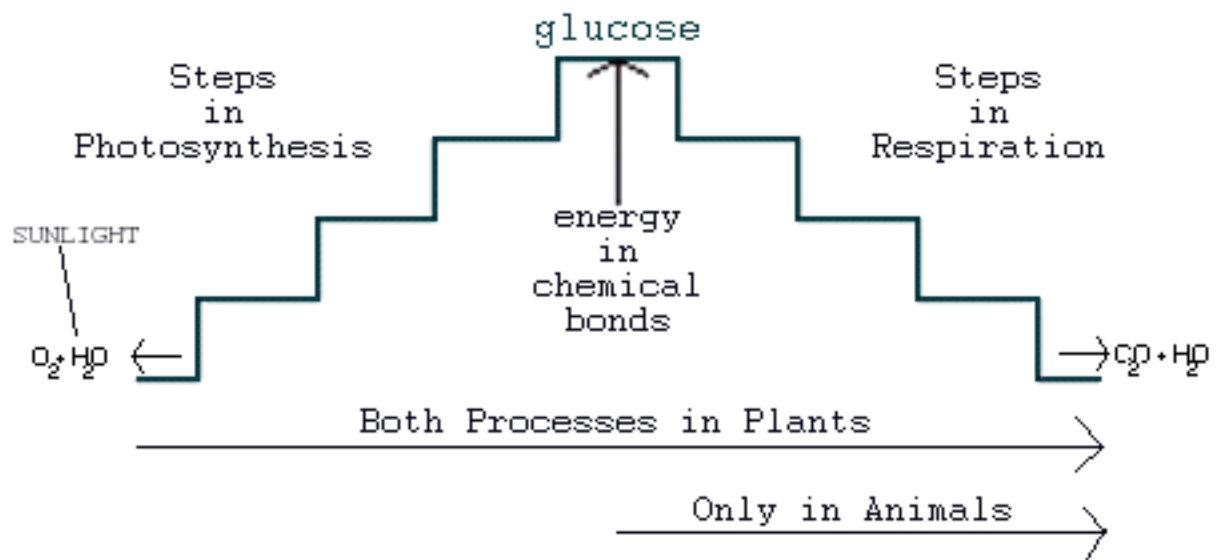 glucose
Steps
in
Photosynthesis
Steps
in
Respiration
energy
in
chemical
bonds
SUNLIGHT
O₂+H₂O
C₂O+H₂O
Both Processes in Plants
Only in Animals